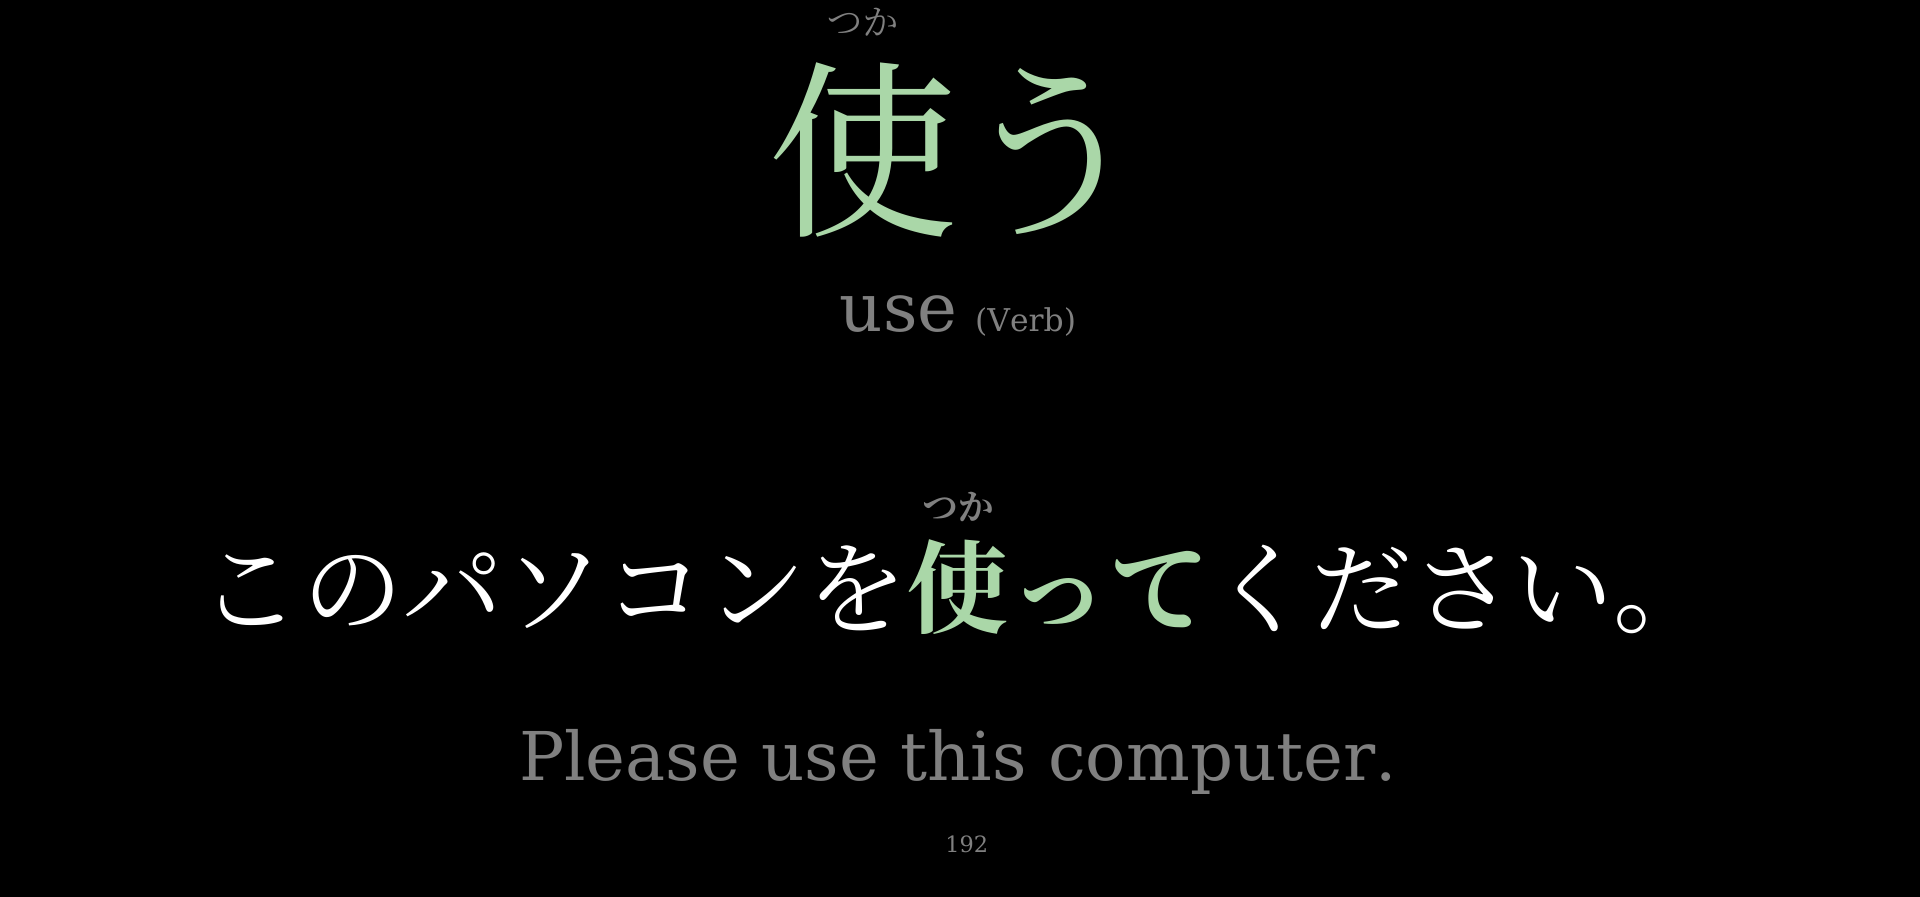 つか
使う
use (Verb)
つか
このパソコンを使ってください。
Please use this computer.
192